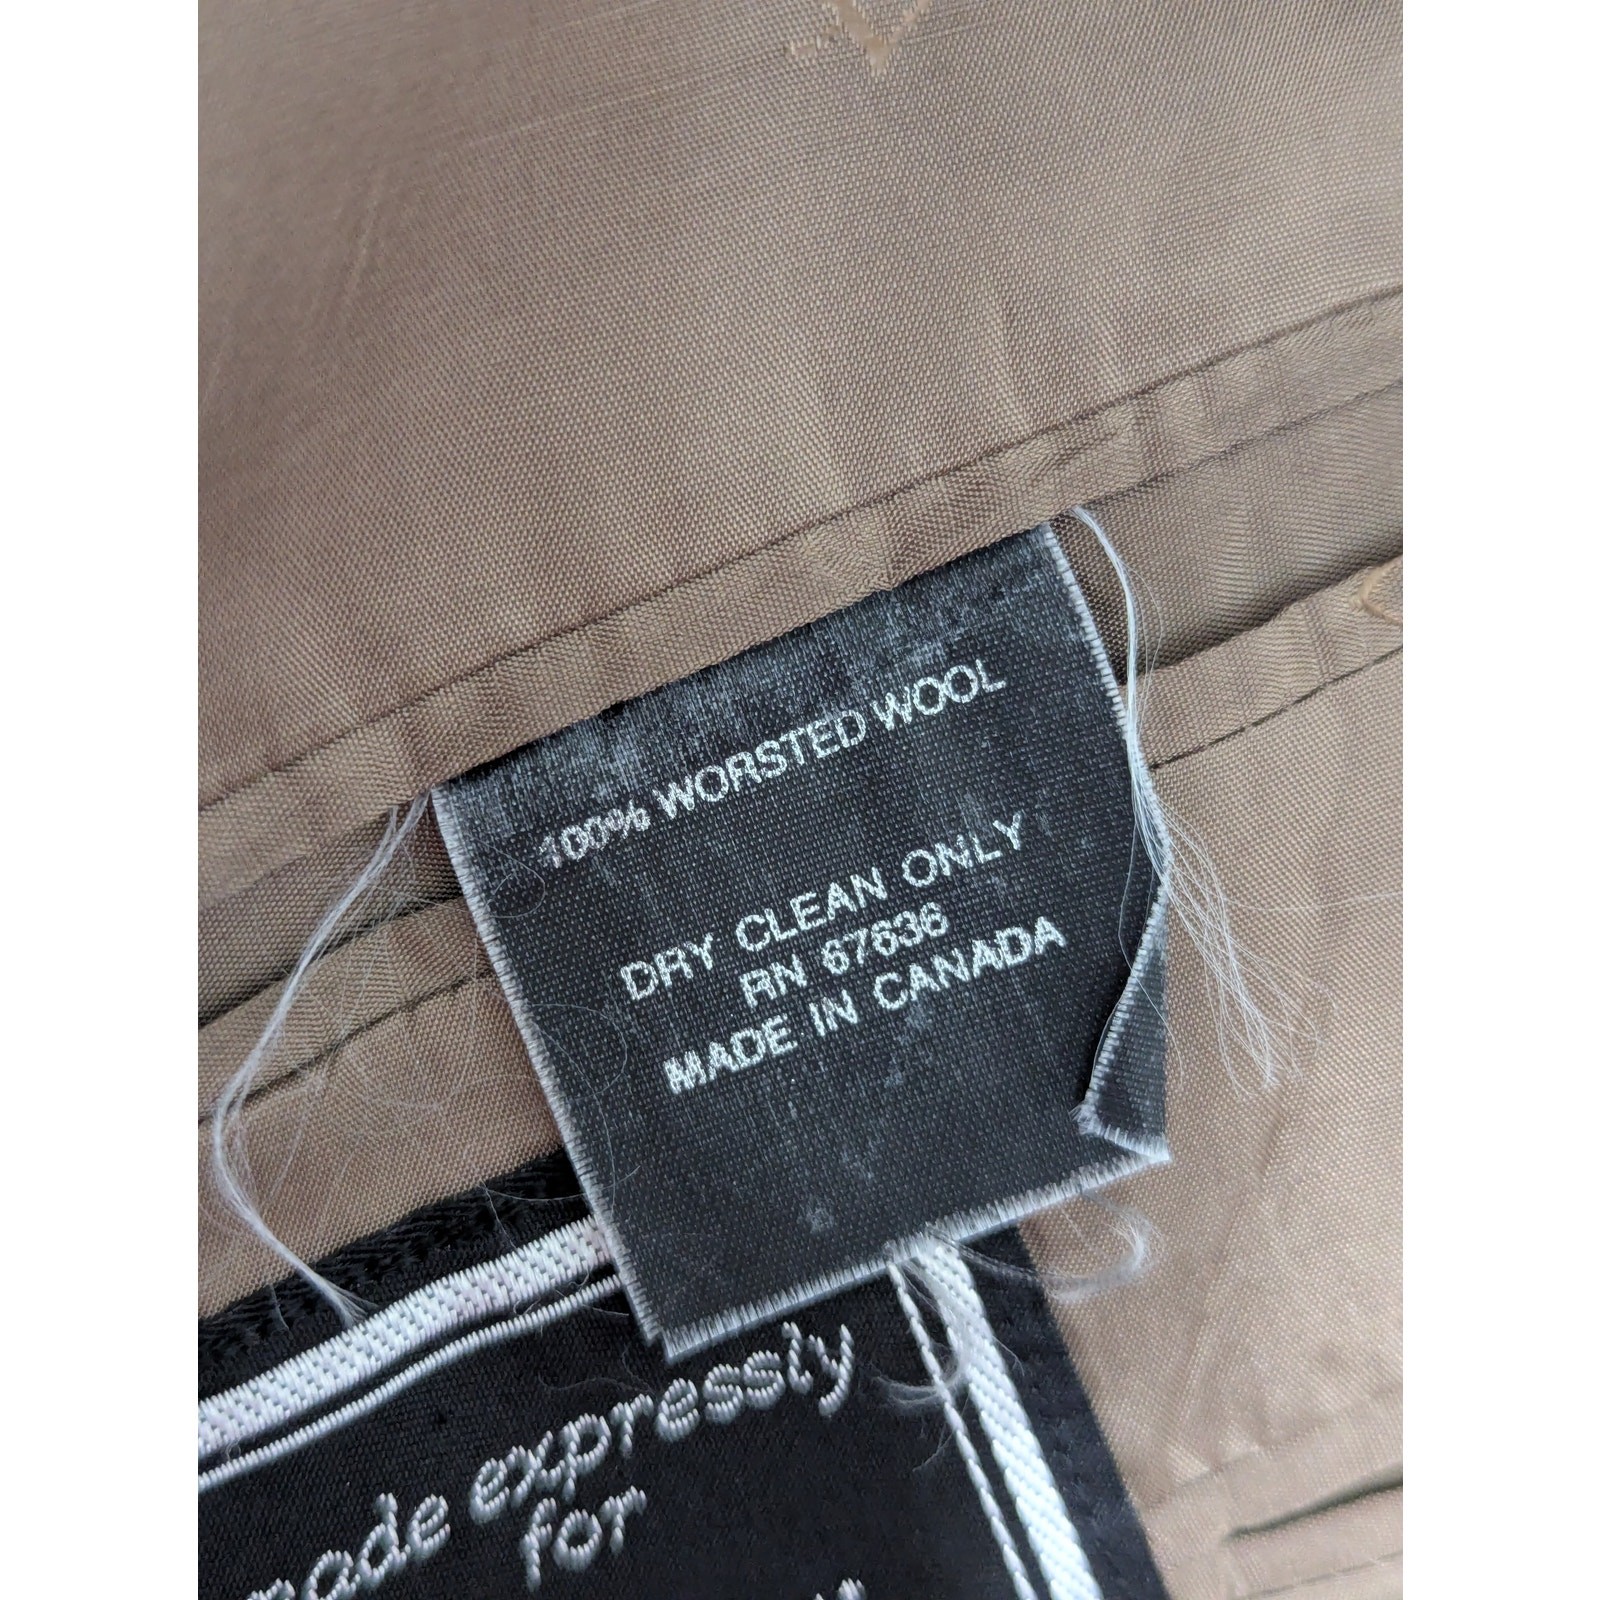 100% WORSTED WOOL
DRY CLEAN ONLY
RN 67636
MADE IN CANADA
made expressly
for